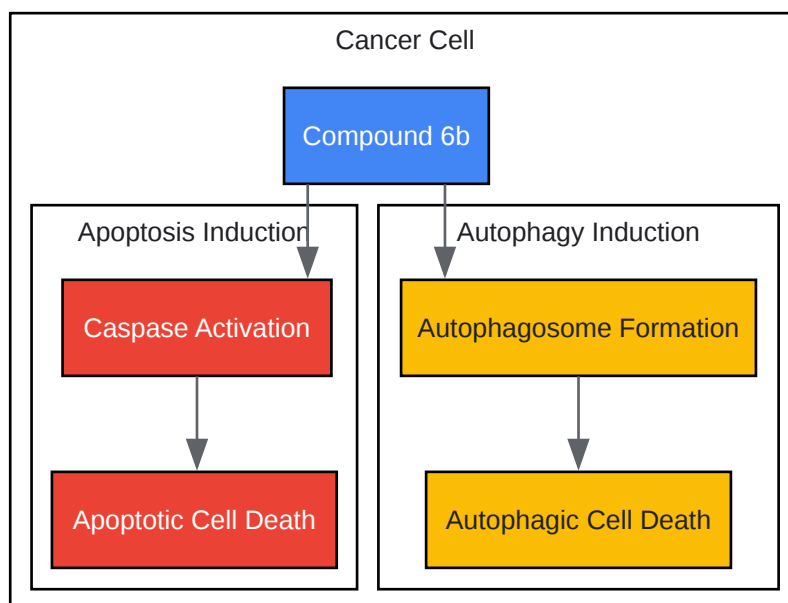 Cancer Cell
Compound 6b
Apoptosis Induction
Autophagy Induction
Caspase Activation
Autophagosome Formation
Apoptotic Cell Death
Autophagic Cell Death